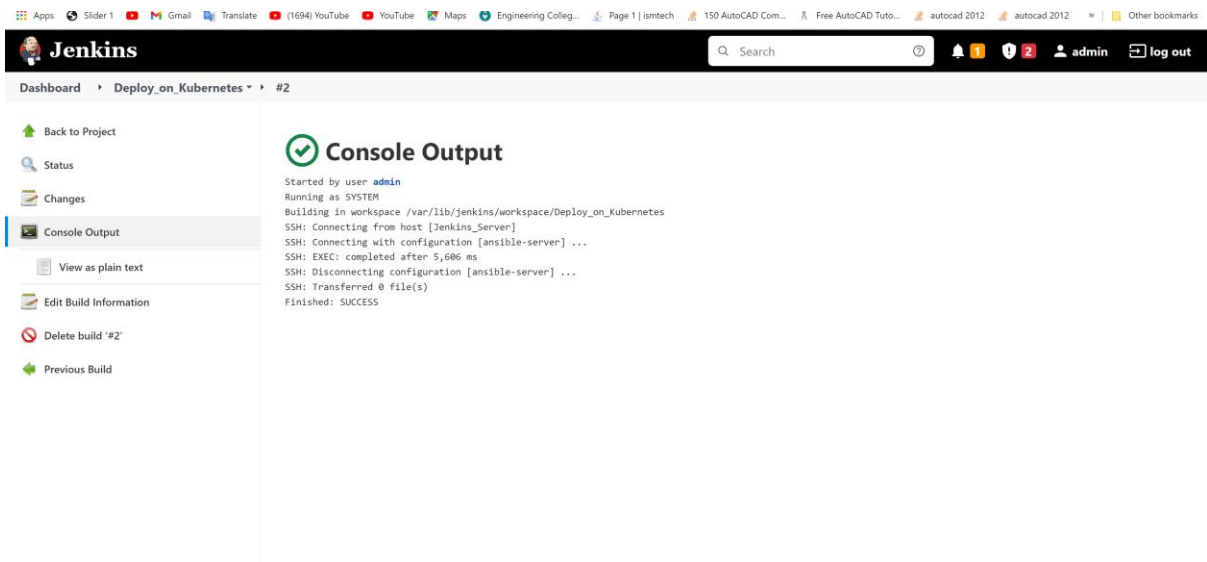 Apps Slider 1 Gmail Translate (1694) YouTube YouTube Maps Engineering Colleg... Page 1 | ismtech 150 AutoCAD Com... Free AutoCAD Tuto... autocad 2012 autocad 2012 » Other bookmarks
Jenkins Search 1 2 admin log out
Dashboard Deploy_on_Kubernetes #2
Back to Project
Status
Changes
Console Output
View as plain text
Edit Build Information
Delete build '#2'
Previous Build
Console Output
Started by user admin
Running as SYSTEM
Building in workspace /var/lib/jenkins/workspace/Deploy_on_Kubernetes
SSH: Connecting from host [Jenkins_Server]
SSH: Connecting with configuration [ansible-server] ...
SSH: EXEC: completed after 5,606 ms
SSH: Disconnecting configuration [ansible-server] ...
SSH: Transferred 0 file(s)
Finished: SUCCESS